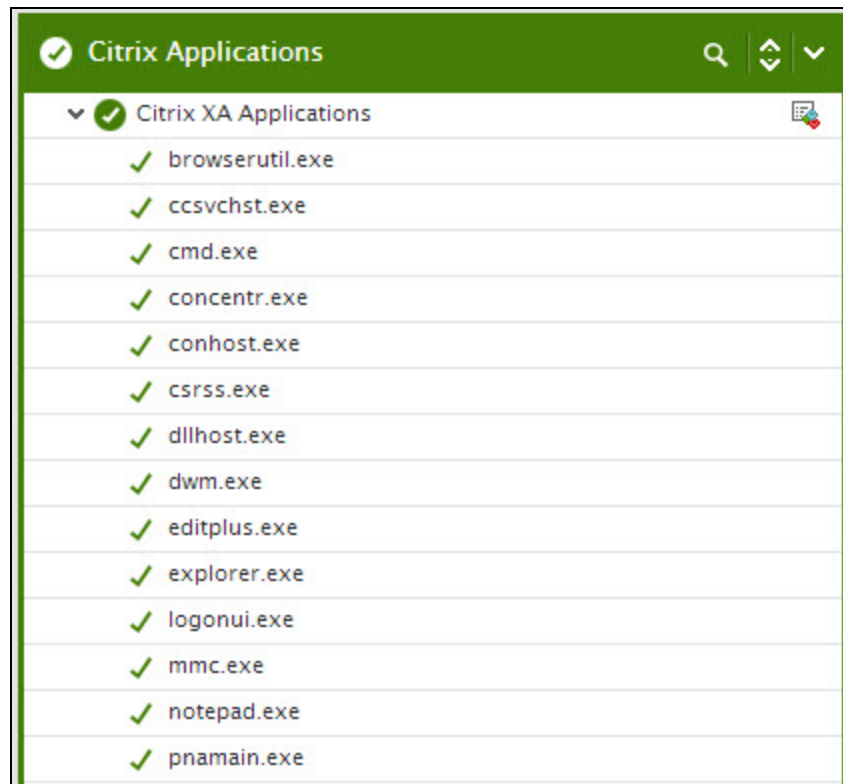 Citrix Applications
Citrix XA Applications
browserutil.exe
ccsvchst.exe
cmd.exe
concentr.exe
conhost.exe
csrss.exe
dllhost.exe
dwm.exe
editplus.exe
explorer.exe
logonui.exe
mmc.exe
notepad.exe
pnamain.exe